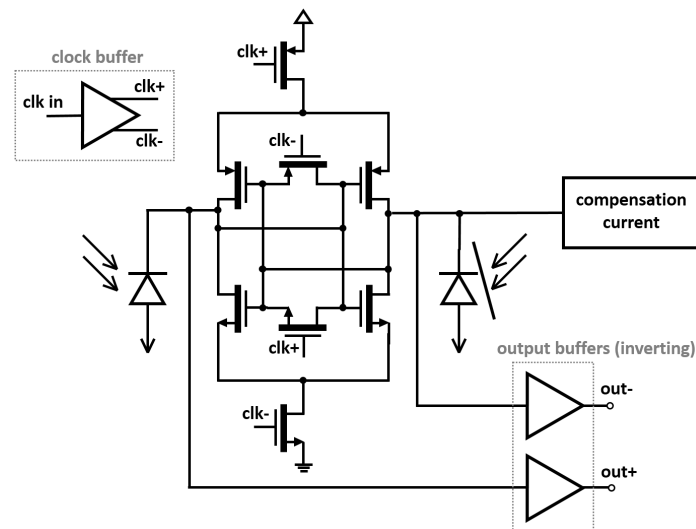 clk+
clock buffer
clk in
clk+
clk-
clk-
compensation
current
clk+
output buffers (inverting)
clk-
out-
out+